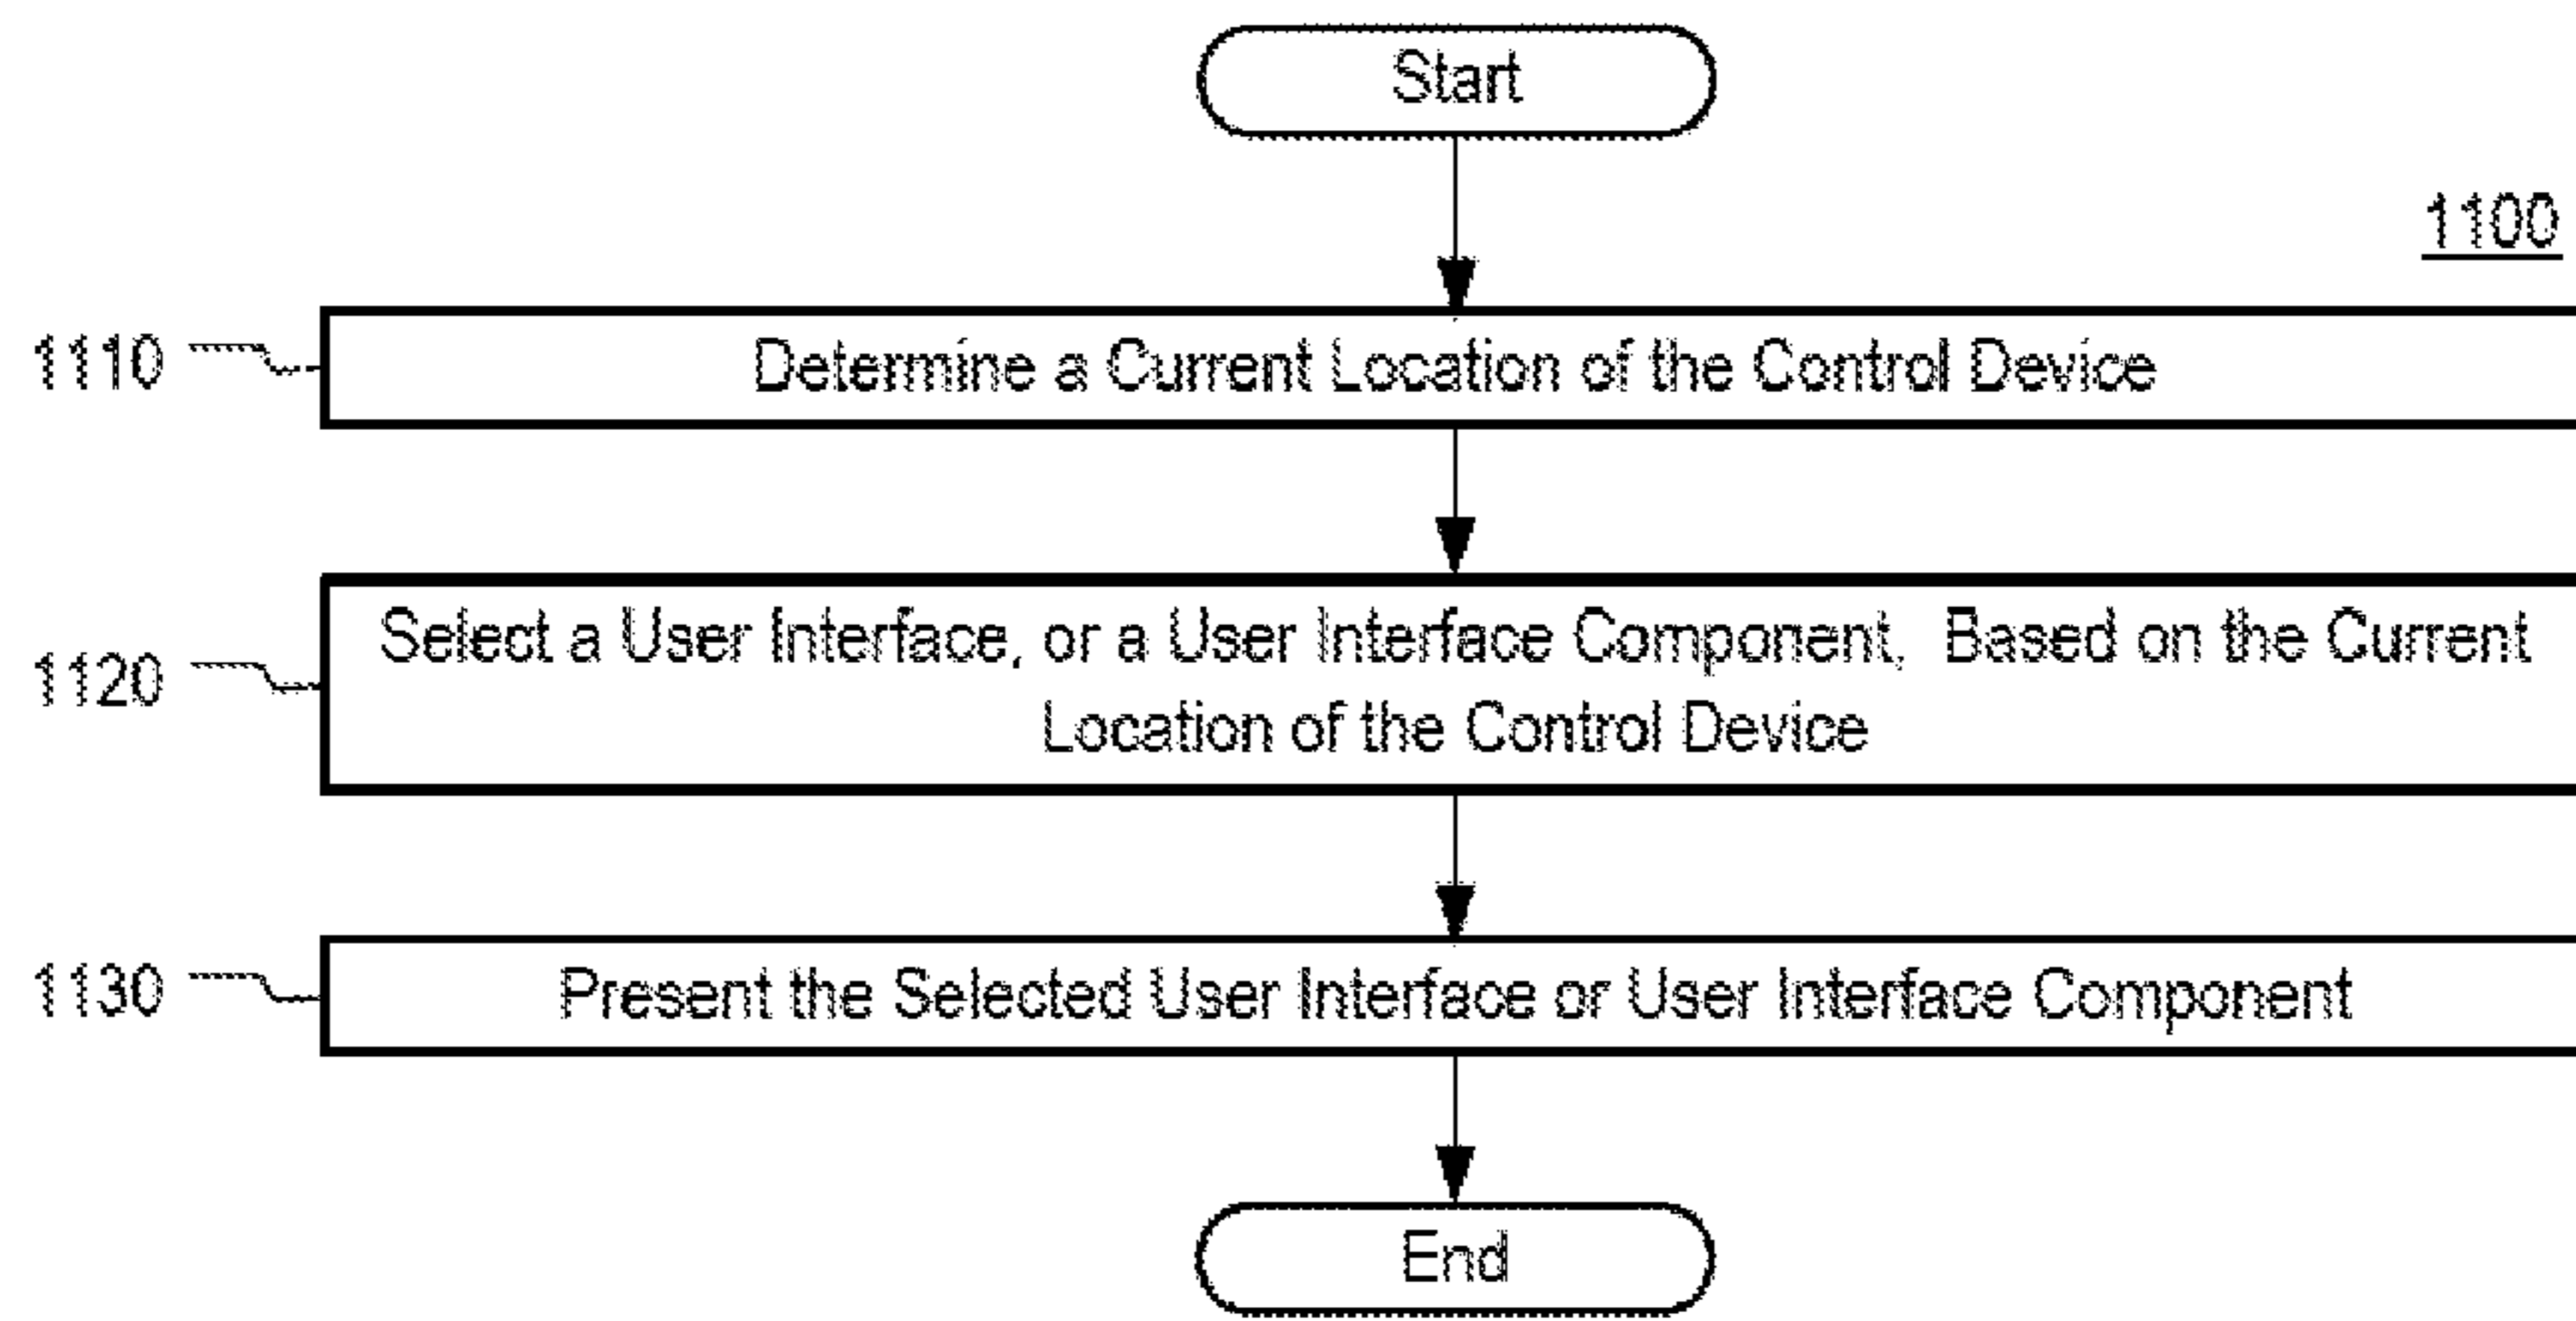 Start
1100
1110
Determine a Current Location of the Control Device
1120
Select a User Interface, or a User Interface Component, Based on the Current
Location of the Control Device
1130
Present the Selected User Interface or User Interface Component
End